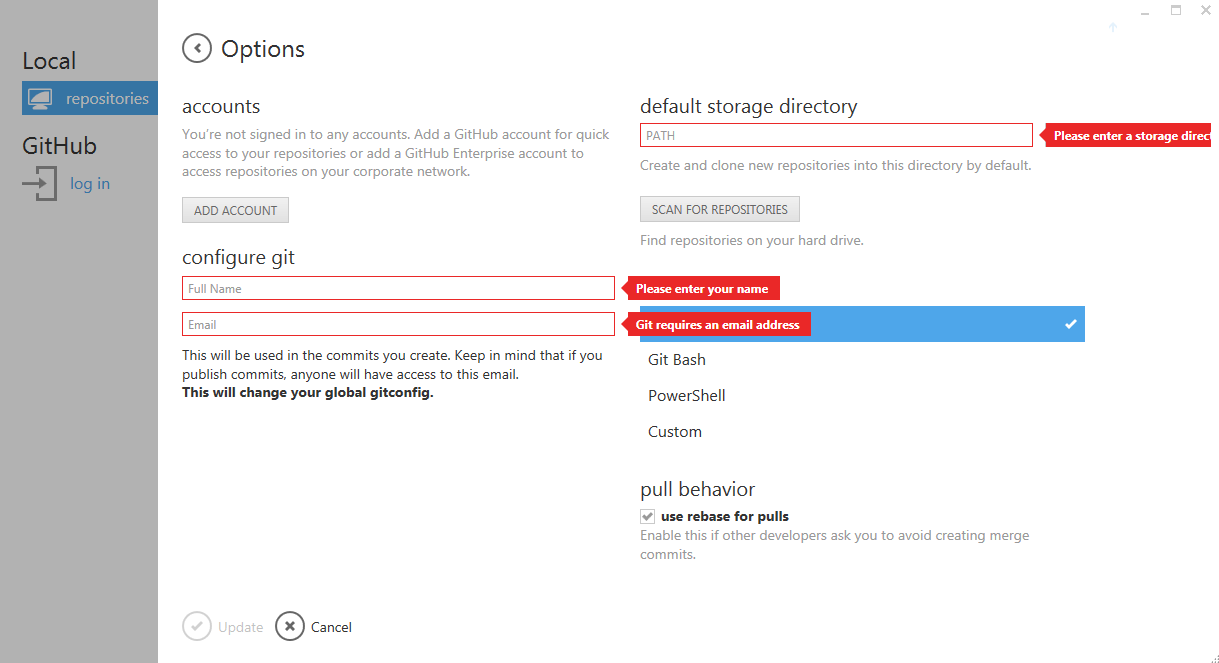 Local
repositories
GitHub
log in
Options
accounts
You're not signed in to any accounts. Add a GitHub account for quick
access to your repositories or add a GitHub Enterprise account to
access repositories on your corporate network.
ADD ACCOUNT
configure git
Full Name
Please enter your name
Email
Git requires an email address
This will be used in the commits you create. Keep in mind that if you
publish commits, anyone will have access to this email.
This will change your global gitconfig.
default storage directory
PATH
Please enter a storage direct
Create and clone new repositories into this directory by default.
SCAN FOR REPOSITORIES
Find repositories on your hard drive.
Git Bash
PowerShell
Custom
pull behavior
use rebase for pulls
Enable this if other developers ask you to avoid creating merge
commits.
Update
Cancel